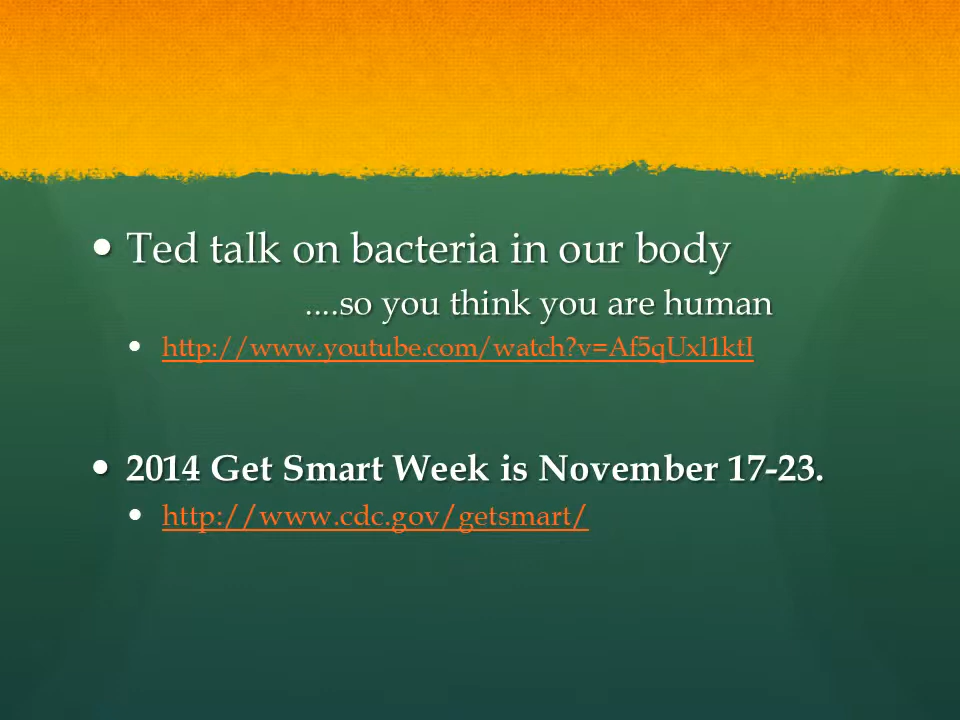 • Ted talk on bacteria in our body
....so you think you are human
• http://www.youtube.com/watch?v=Af5qUxl1ktI
• 2014 Get Smart Week is November 17-23.
• http://www.cdc.gov/getsmart/